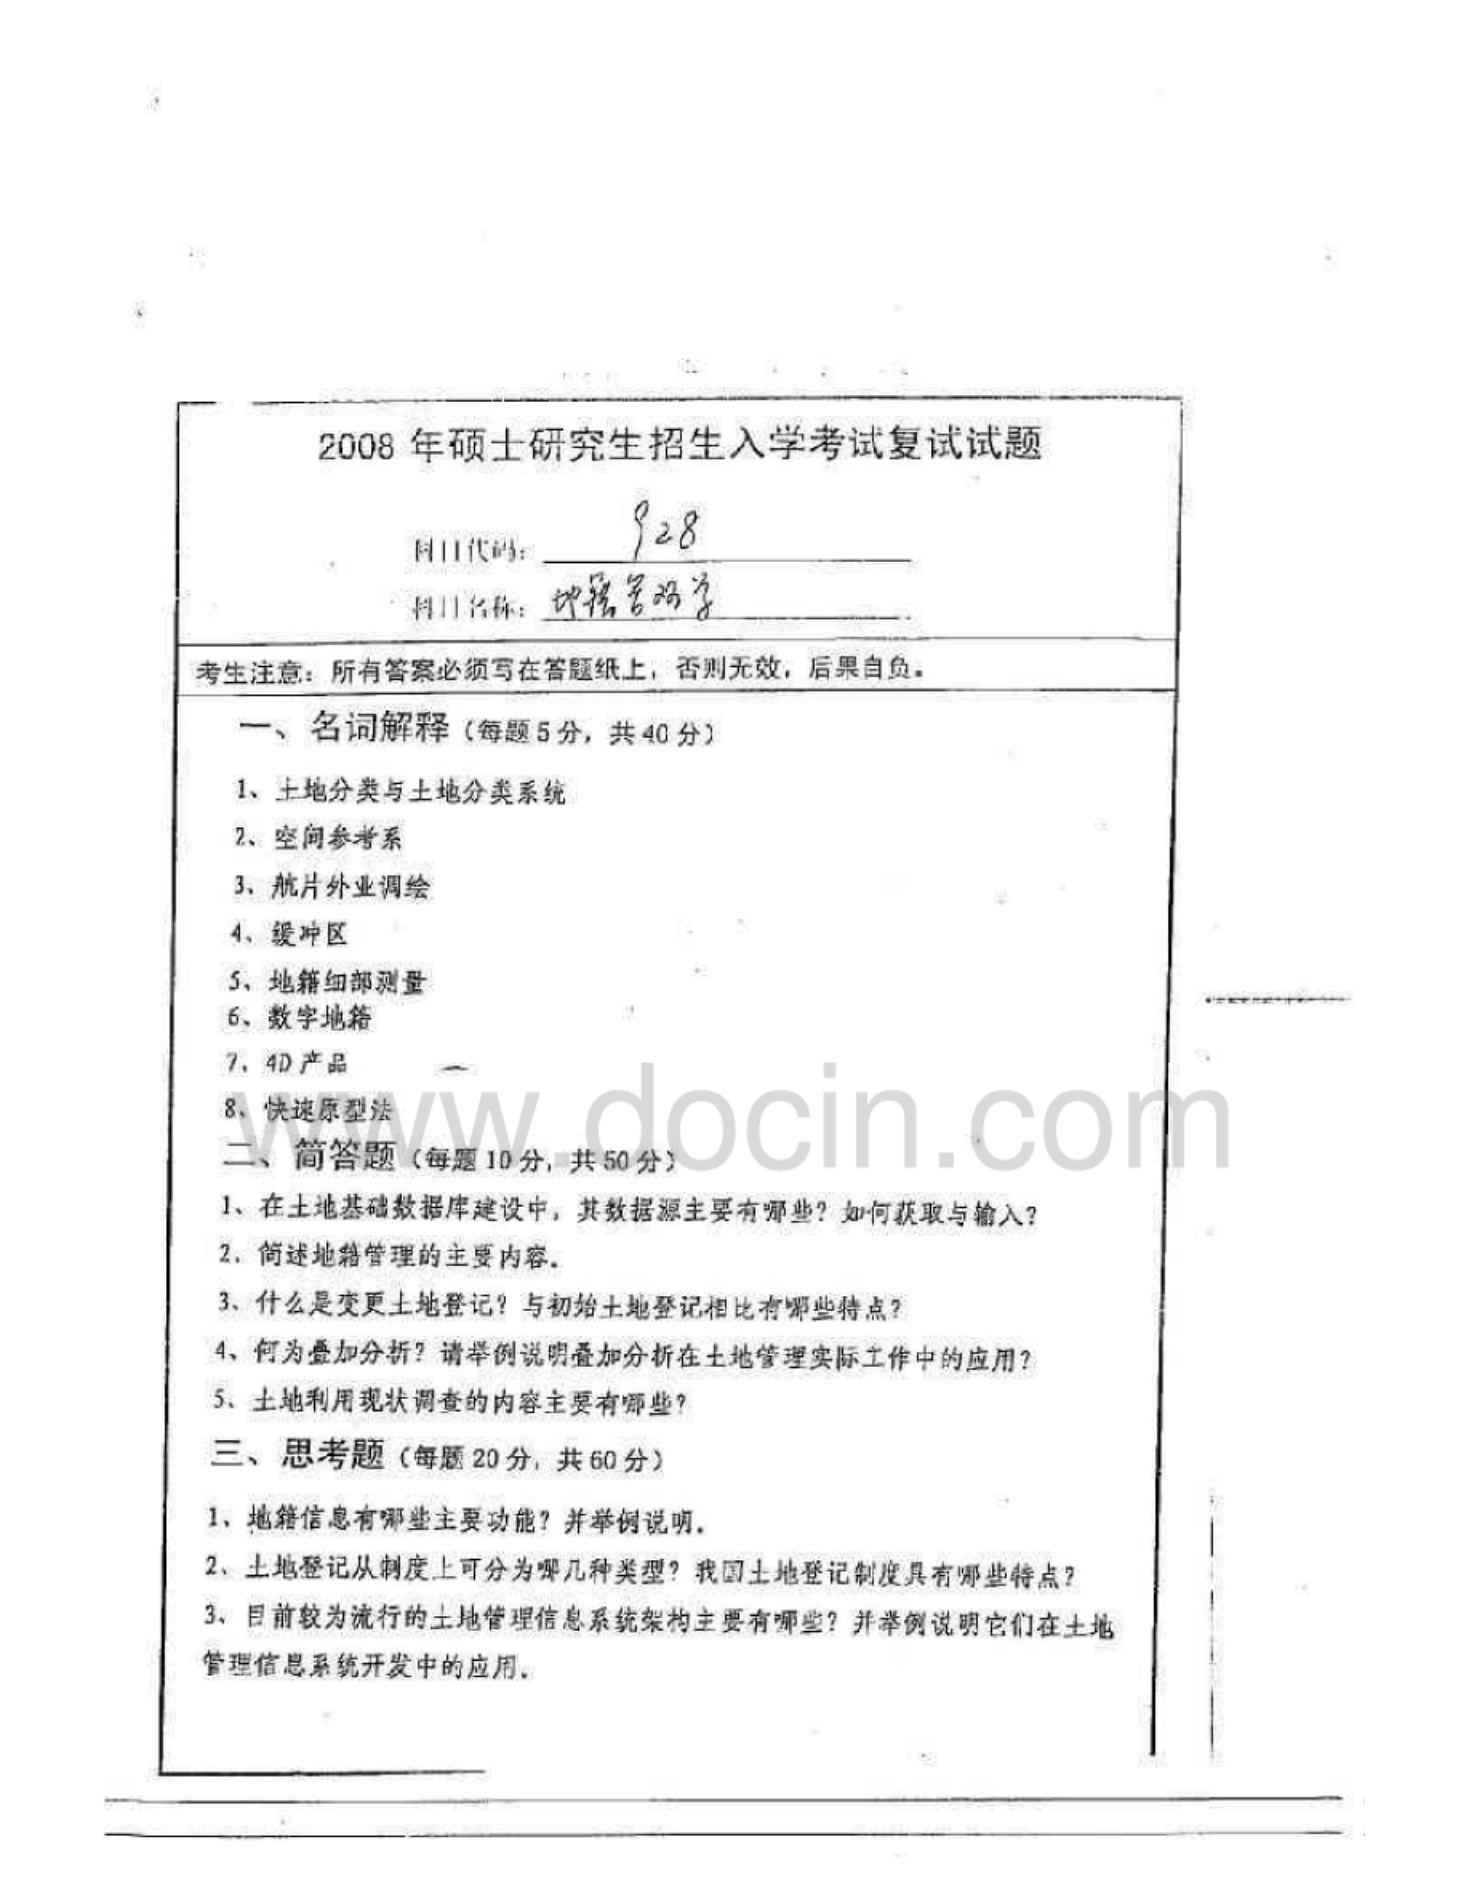 2008 年硕士研究生招生入学考试复试试题
科目代码： 928
科目名称： 地籍管理学
考生注意：所有答案必须写在答题纸上，否则无效，后果自负。
一、名词解释（每题 5 分，共 40 分）
1、土地分类与土地分类系统
2、空间参考系
3、航片外业调绘
4、缓冲区
5、地籍细部测量
6、数字地籍
7、4D 产品
8、快速原型法
www.docin.com
二、简答题（每题 10 分，共 50 分）
1、在土地基础数据库建设中，其数据源主要有哪些？如何获取与输入？
2、简述地籍管理的主要内容。
3、什么是变更土地登记？与初始土地登记相比有哪些特点？
4、何为叠加分析？请举例说明叠加分析在土地管理实际工作中的应用？
5、土地利用现状调查的内容主要有哪些？
三、思考题（每题 20 分，共 60 分）
1、地籍信息有哪些主要功能？并举例说明。
2、土地登记从制度上可分为哪几种类型？我国土地登记制度具有哪些特点？
3、目前较为流行的土地管理信息系统架构主要有哪些？并举例说明它们在土地
管理信息系统开发中的应用。